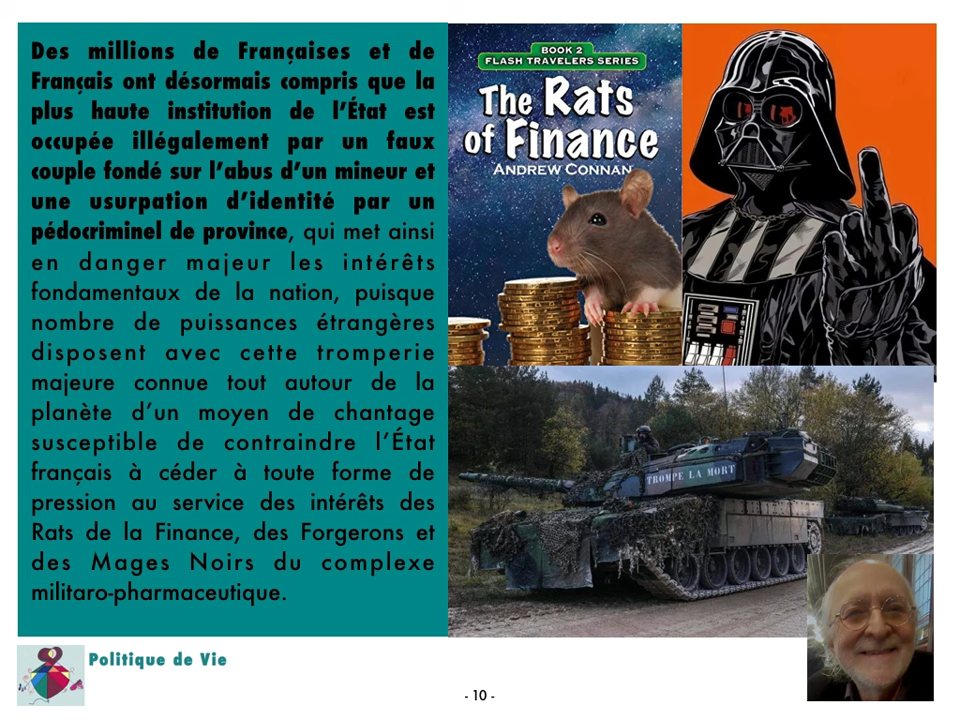 Des millions de Françaises et de
Français ont désormais compris que la
plus haute institution de l'État est
occupée illégalement par un faux
couple fondé sur l'abus d'un mineur et
une usurpation d'identité par un
pédocriminel de province, qui met ainsi
en danger majeur les intérêts
fondamentaux de la nation, puisque
nombre de puissances étrangères
disposent avec cette tromperie
majeure connue tout autour de la
planète d'un moyen de chantage
susceptible de contraindre l'État
français à céder à toute forme de
pression au service des intérêts des
Rats de la Finance, des Forgerons et
des Mages Noirs du complexe
militaro-pharmaceutique.
BOOK 2
FLASH TRAVELERS SERIES
The Rats
of Finance
ANDREW CONNAN
TROMPE LA MORT
Politique de Vie
- 10 -